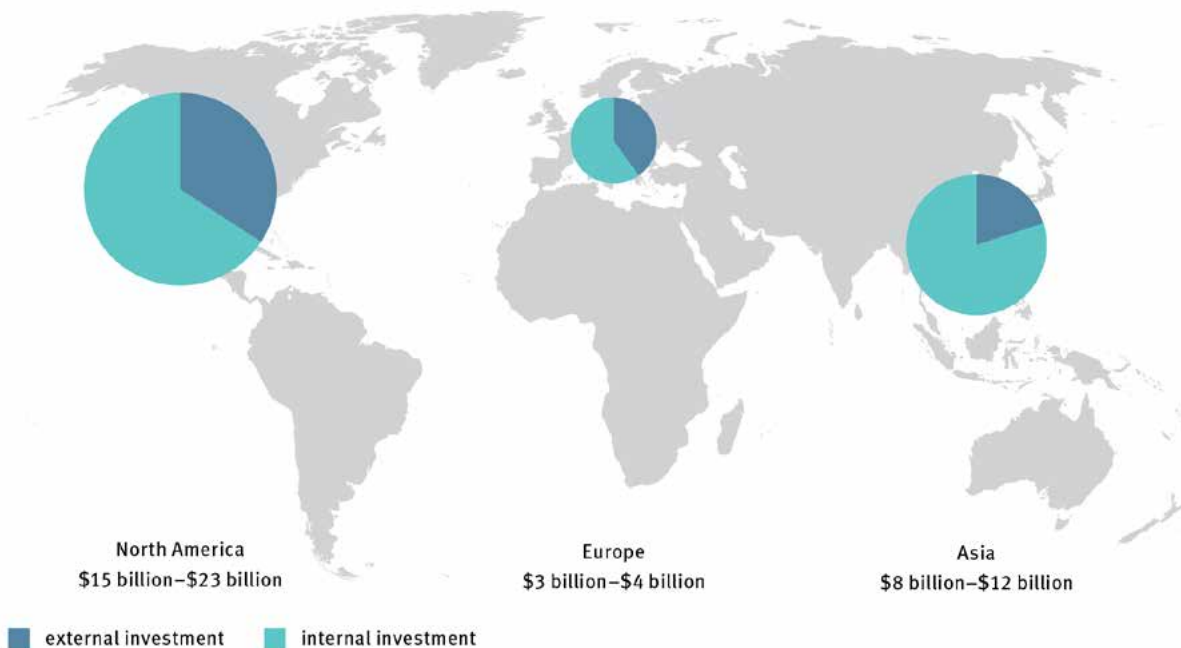 North America
$15 billion–$23 billion
Europe
$3 billion–$4 billion
Asia
$8 billion–$12 billion
external investment
internal investment